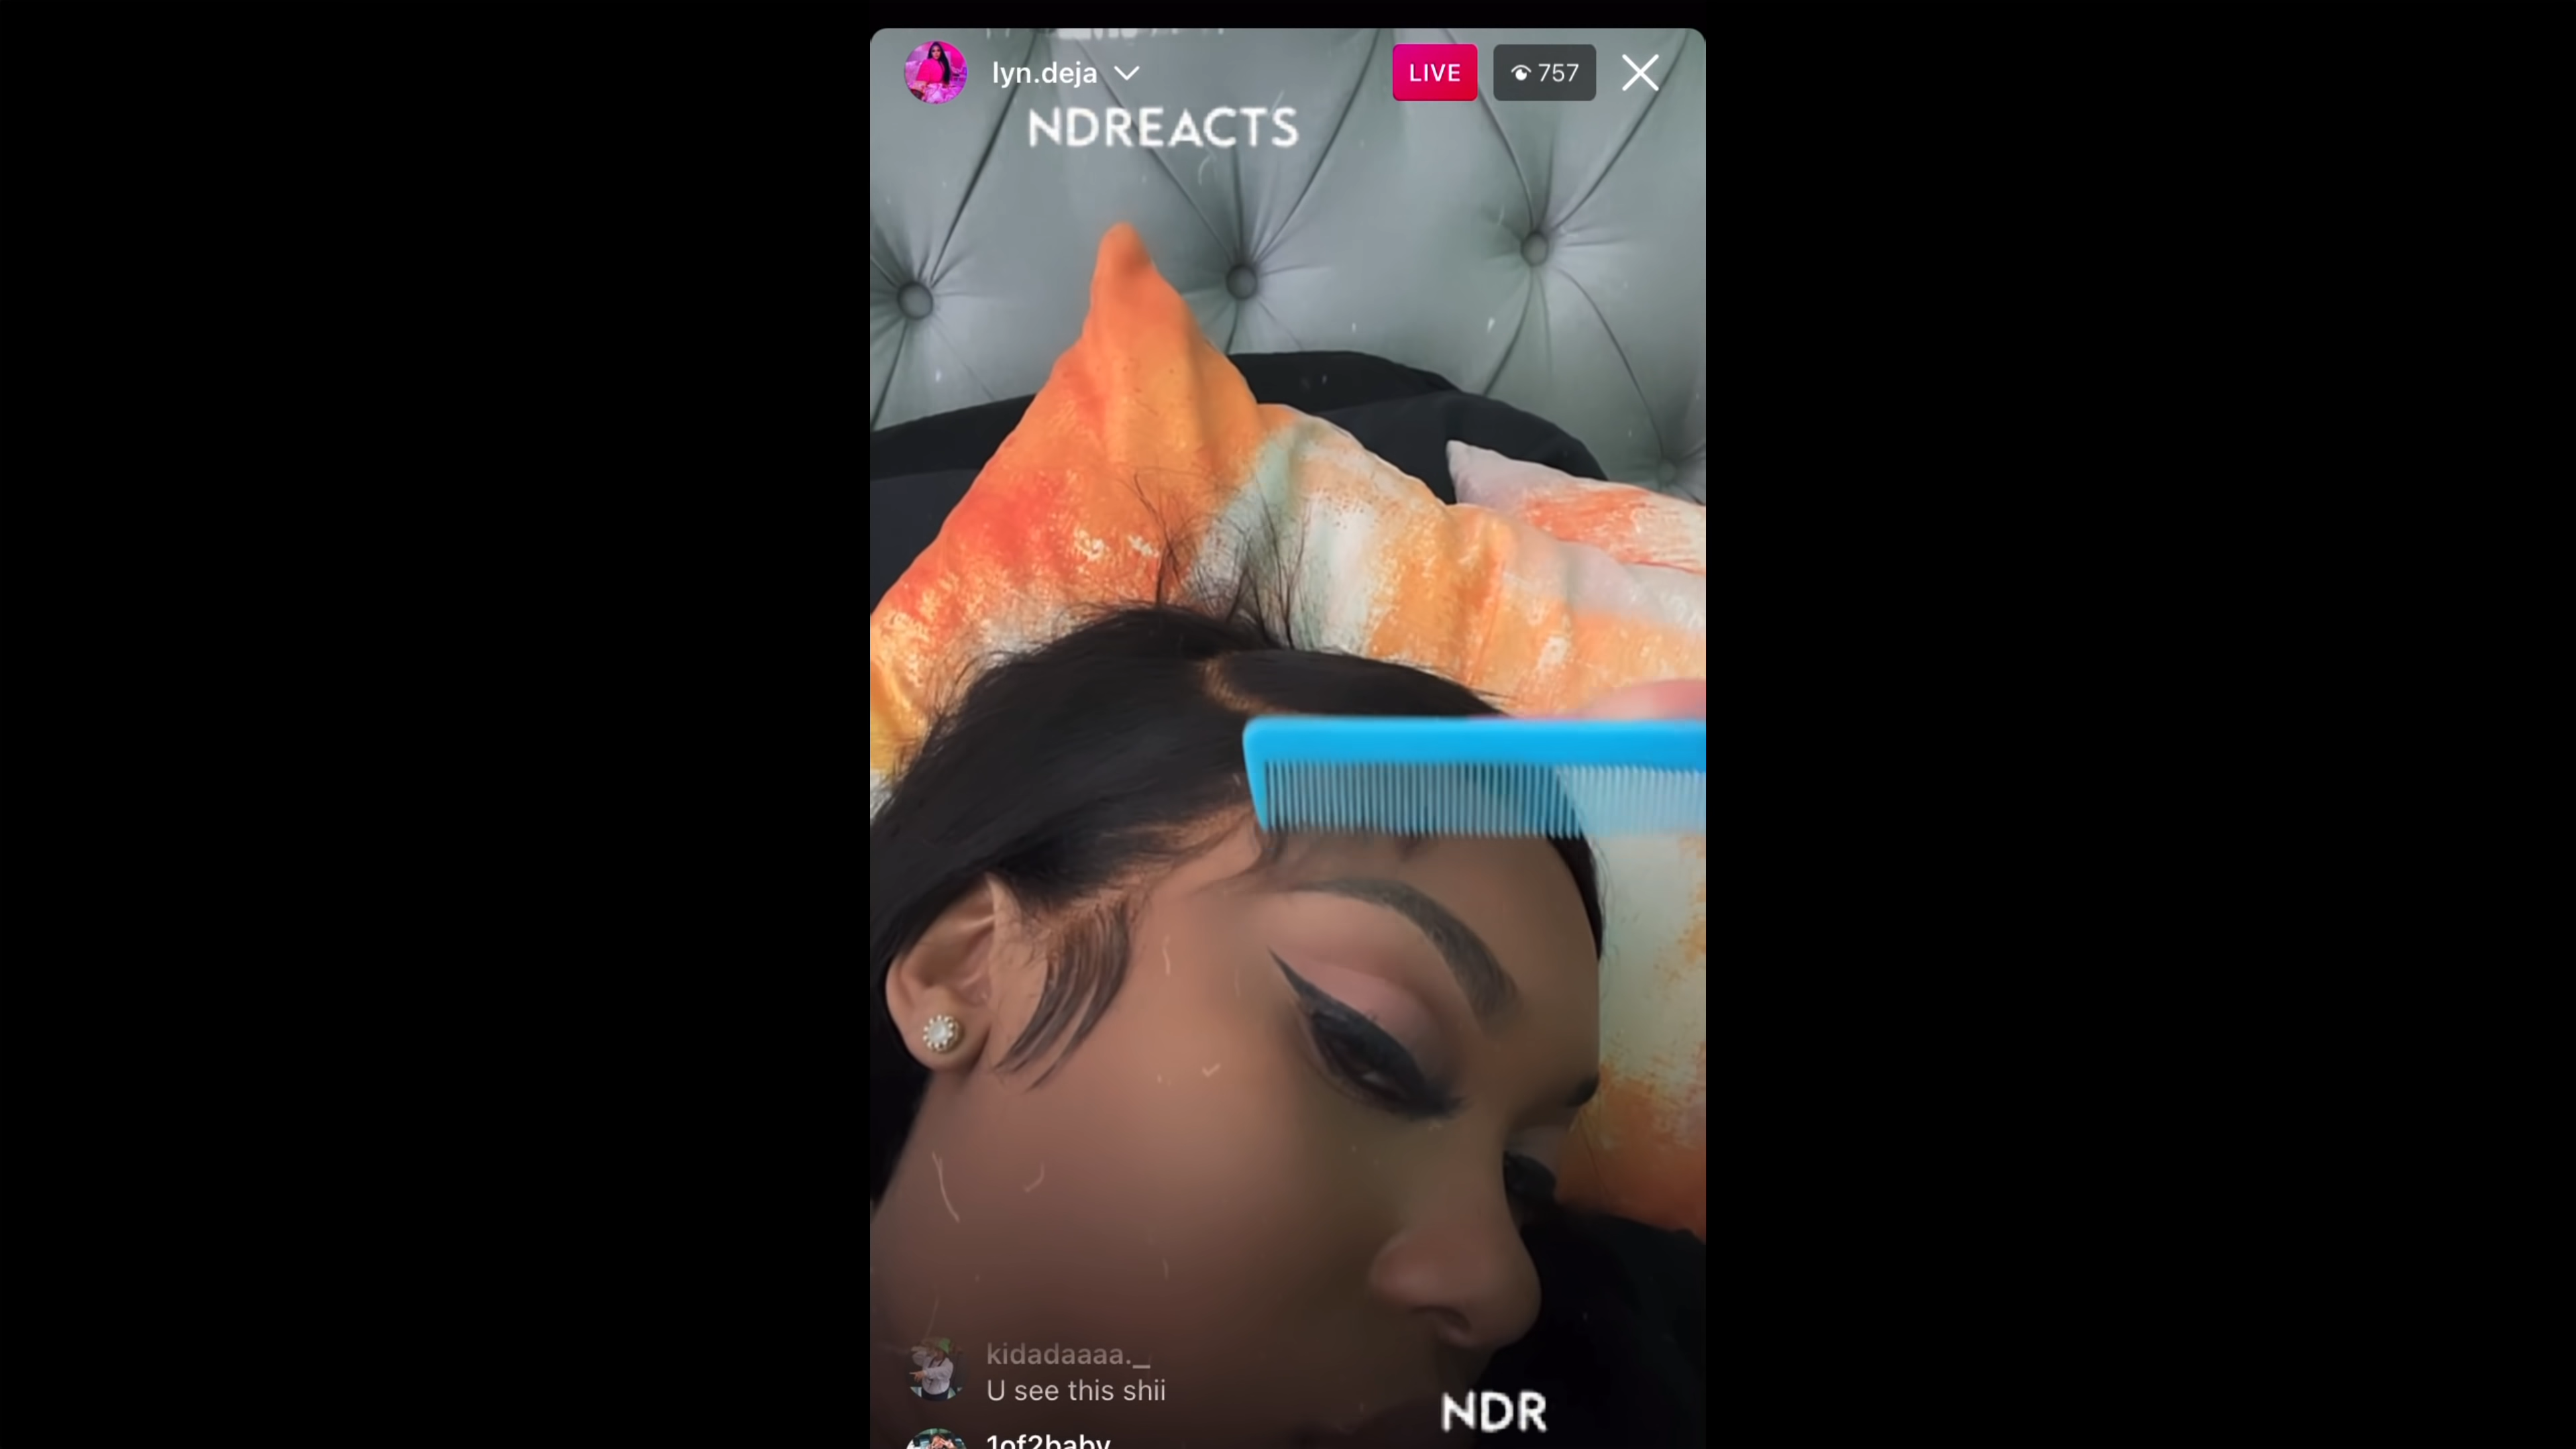 lyn.deja
LIVE
757
NDREACTS
kidadaaaa._
U see this shii
NDR
1of2baby